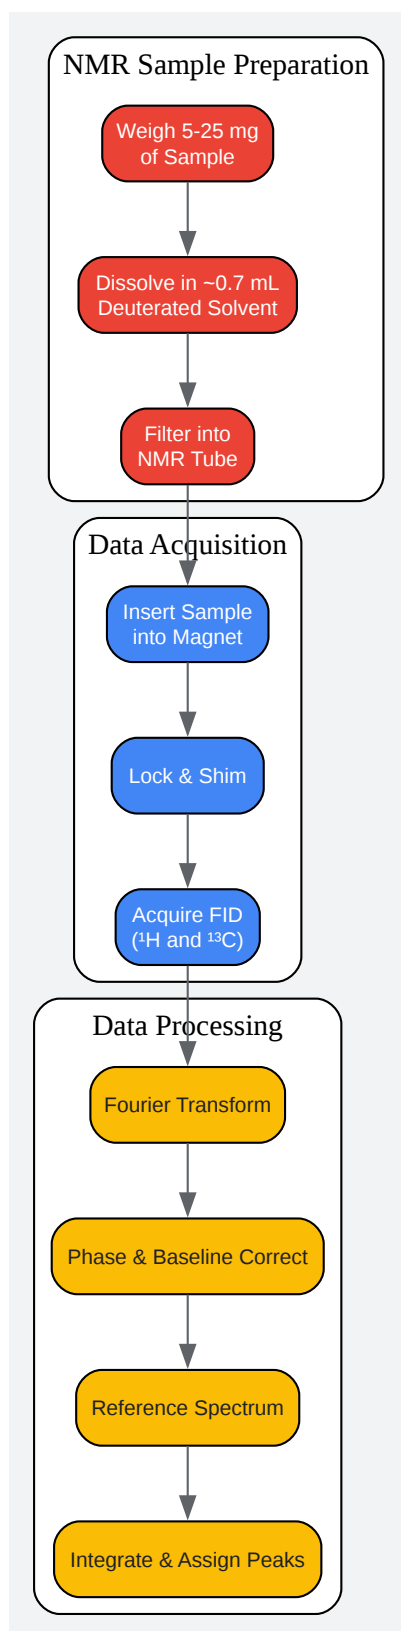 NMR Sample Preparation
Weigh 5-25 mg
of Sample
Dissolve in ~0.7 mL
Deuterated Solvent
Filter into
NMR Tube
Data Acquisition
Insert Sample
into Magnet
Lock & Shim
Acquire FID
(¹H and ¹³C)
Data Processing
Fourier Transform
Phase & Baseline Correct
Reference Spectrum
Integrate & Assign Peaks